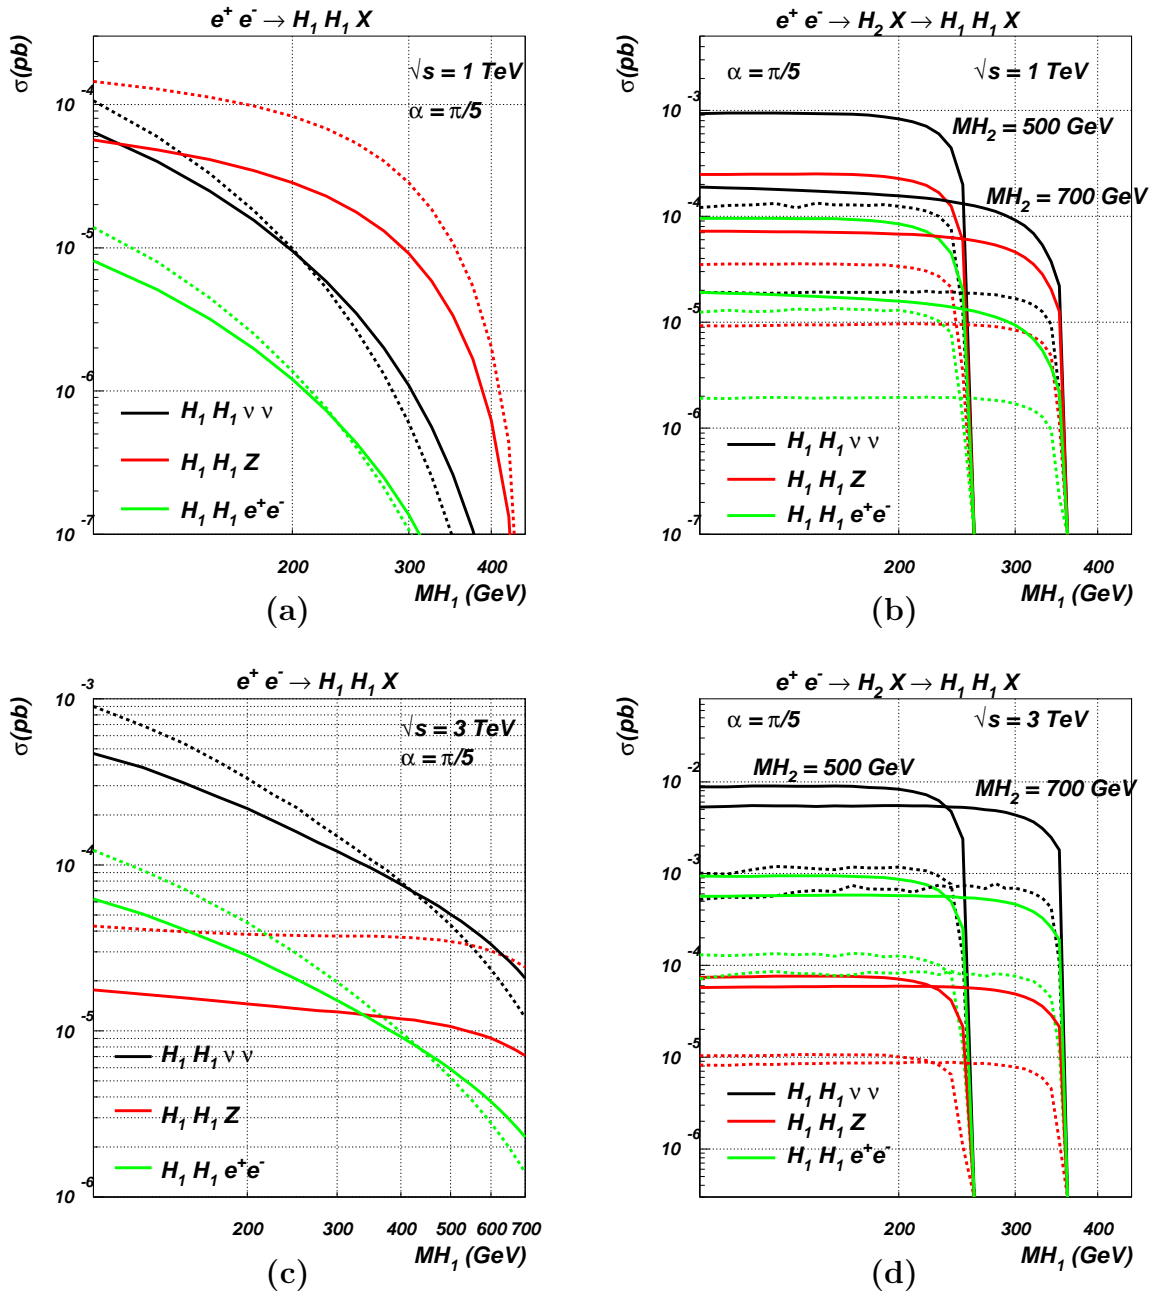 e⁺ e⁻ → H₁ H₁ X
σ(pb)
√s = 1 TeV
α = π/5
10 -4
10 -5
10 -6
10 -7
H₁ H₁ ν ν
H₁ H₁ Z
H₁ H₁ e⁺e⁻
200 300 400
MH₁ (GeV)
(a)
e⁺ e⁻ → H₂ X → H₁ H₁ X
σ(pb)
α = π/5 √s = 1 TeV
10 -3
MH₂ = 500 GeV
MH₂ = 700 GeV
10 -4
10 -5
10 -6
10 -7
H₁ H₁ ν ν
H₁ H₁ Z
H₁ H₁ e⁺e⁻
200 300 400
MH₁ (GeV)
(b)
e⁺ e⁻ → H₁ H₁ X
σ(pb)
10 -3
√s = 3 TeV
α = π/5
10 -4
10 -5
10 -6
H₁ H₁ ν ν
H₁ H₁ Z
H₁ H₁ e⁺e⁻
200 300 400 500 600 700
MH₁ (GeV)
(c)
e⁺ e⁻ → H₂ X → H₁ H₁ X
σ(pb)
α = π/5 √s = 3 TeV
MH₂ = 500 GeV
MH₂ = 700 GeV
10 -2
10 -3
10 -4
10 -5
10 -6
H₁ H₁ ν ν
H₁ H₁ Z
H₁ H₁ e⁺e⁻
200 300 400
MH₁ (GeV)
(d)